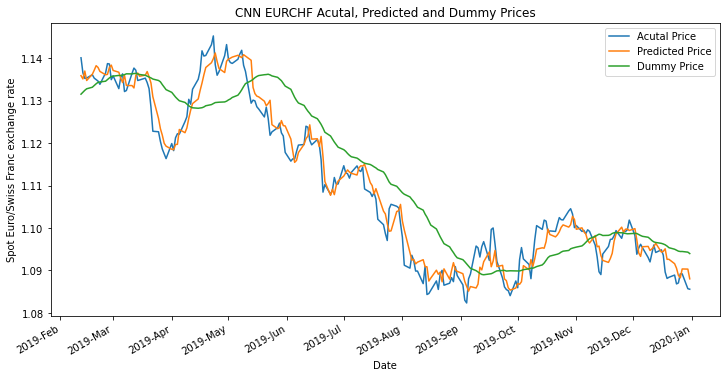 CNN EURCHF Acutal, Predicted and Dummy Prices
Acutal Price
Predicted Price
Dummy Price
Spot Euro/Swiss Franc exchange rate
1.14
1.13
1.12
1.11
1.10
1.09
1.08
2019-Feb
2019-Mar
2019-Apr
2019-May
2019-Jun
2019-Jul
2019-Aug
2019-Sep
2019-Oct
2019-Nov
2019-Dec
2020-Jan
Date